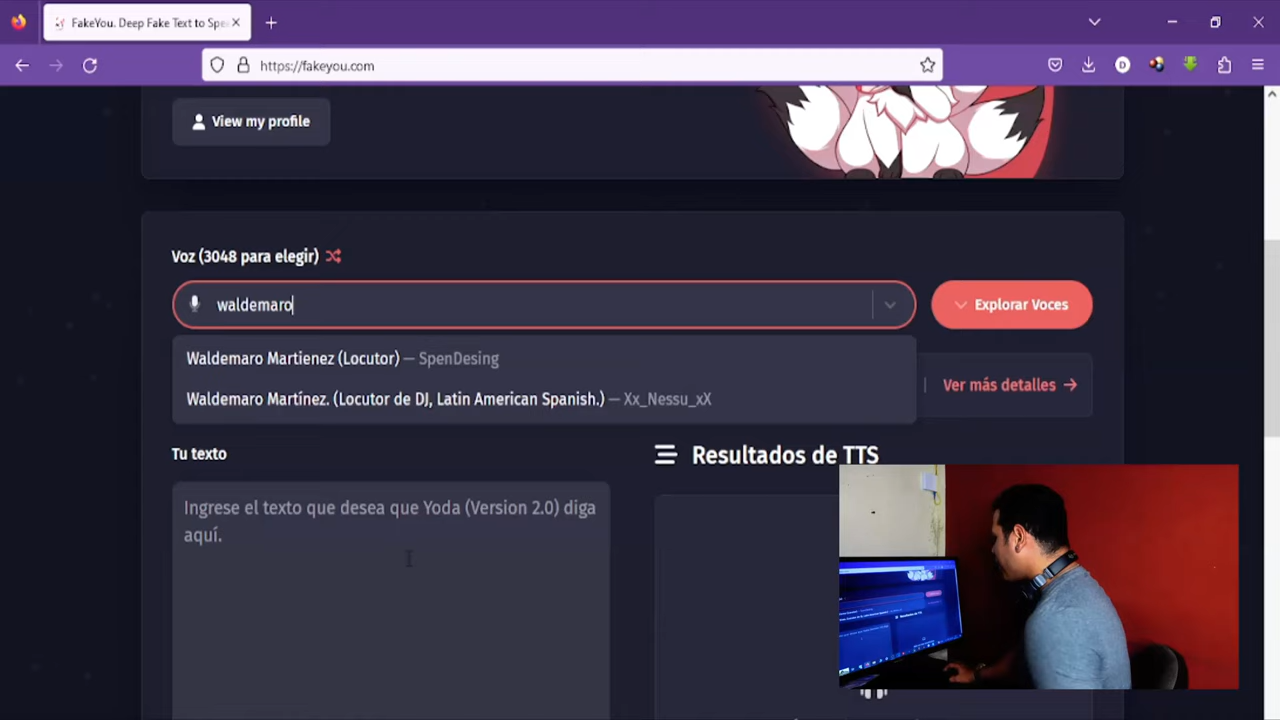 FakeYou. Deep Fake Text to Spe
https://fakeyou.com
D
View my profile
Voz (3048 para elegir)
waldemaro
Explorar Voces
Waldemaro Martienez (Locutor) — SpenDesing
Waldemaro Martínez. (Locutor de DJ, Latin American Spanish.) — Xx_Nessu_xX
Ver más detalles
Tu texto
Resultados de TTS
Ingrese el texto que desea que Yoda (Version 2.0) diga
aquí.